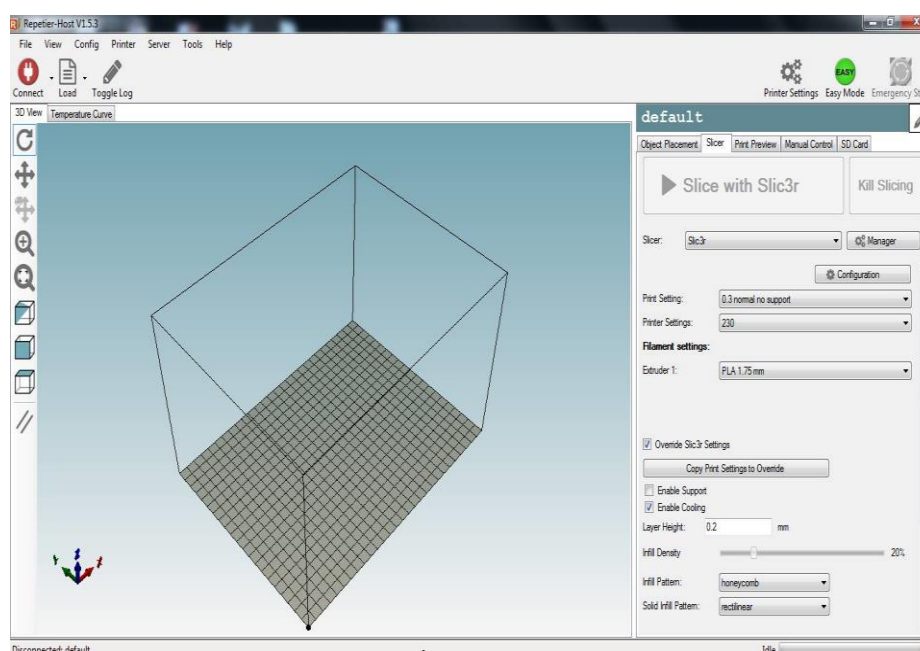 Repetier-Host V1.5.3
File View Config Printer Server Tools Help
Connect Load Toggle Log Printer Settings Easy Mode Emergency St
EASY
3D View Temperature Curve
default
Object Placement Slicer Print Preview Manual Control SD Card
Slice with Slic3r Kill Slicing
Slicer: Slic3r Manager
Configuration
Print Setting: 0.3 normal no support
Printer Settings: 230
Filament settings:
Extruder 1: PLA 1.75 mm
Override Slic3r Settings
Copy Print Settings to Override
Enable Support
Enable Cooling
Layer Height: 0.2 mm
Infill Density 20%
Infill Pattern: honeycomb
Solid Infill Pattern: rectilinear
Disconnected: default Idle